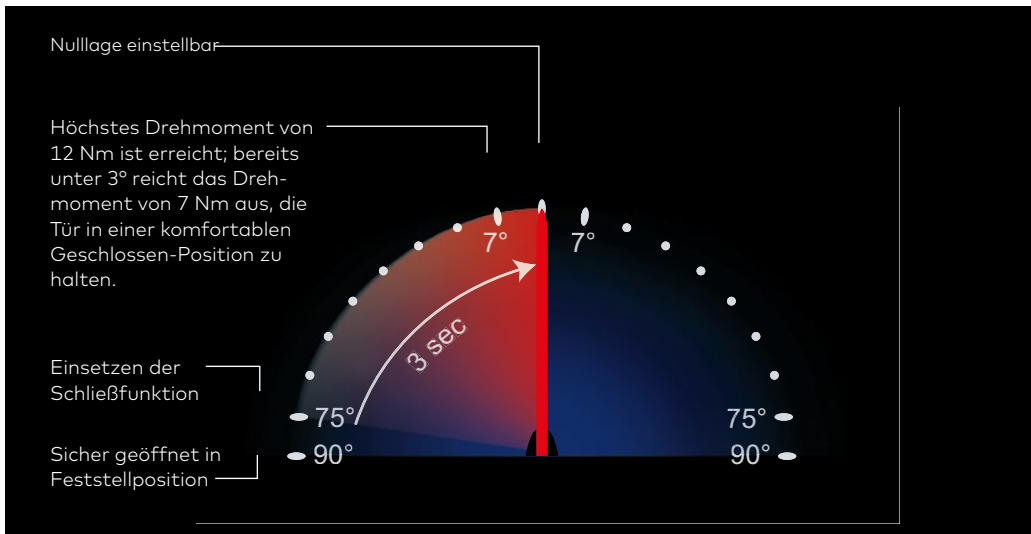 Nulllage einstellbar
Höchstes Drehmoment von
12 Nm ist erreicht; bereits
unter 3° reicht das Dreh-
moment von 7 Nm aus, die
Tür in einer komfortablen
Geschlossen-Position zu
halten.
7° 7°
3 sec
Einsetzen der
Schließfunktion
75° 75°
Sicher geöffnet in
Feststellposition
90° 90°